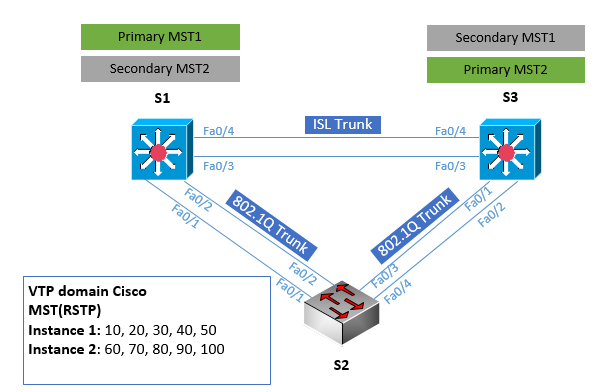 Primary MST1
Secondary MST2
Secondary MST1
Primary MST2
S1
S3
ISL Trunk
Fa0/4
Fa0/4
Fa0/3
Fa0/3
Fa0/2
Fa0/1
802.1Q Trunk
802.1Q Trunk
Fa0/1
Fa0/2
Fa0/2
Fa0/1
Fa0/3
Fa0/4
S2
VTP domain Cisco
MST(RSTP)
Instance 1: 10, 20, 30, 40, 50
Instance 2: 60, 70, 80, 90, 100